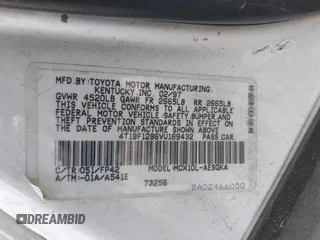 MFD.BY:TOYOTA MOTOR MANUFACTURING,
KENTUCKY,INC. 02/97
GVWR 4520LB GAWR FR 2665LB RR 2665LB
THIS VEHICLE CONFORMS TO ALL APPLICABLE
FEDERAL MOTOR VEHICLE SAFETY,BUMPER,AND
THEFT PREVENTION STANDARDS IN EFFECT ON
THE DATE OF MANUFACTURE SHOWN ABOVE.
4T1BF12B6VU169432 PASS.CAR
C/TR:051/FP42 MODEL:MCX10L-AESGKA
A/TM:-01A/A541E
73256 BA02466050
© DealerCenter